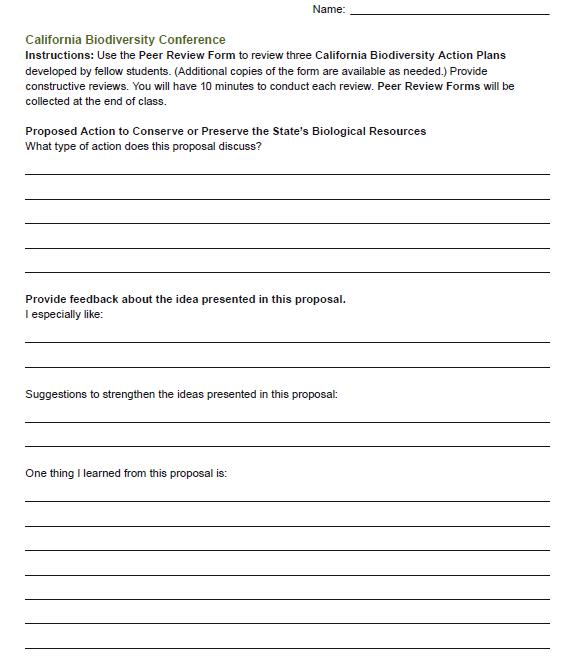 Name:
California Biodiversity Conference
Instructions: Use the Peer Review Form to review three California Biodiversity Action Plans
developed by fellow students. (Additional copies of the form are available as needed.) Provide
constructive reviews. You will have 10 minutes to conduct each review. Peer Review Forms will be
collected at the end of class.
Proposed Action to Conserve or Preserve the State's Biological Resources
What type of action does this proposal discuss?
Provide feedback about the idea presented in this proposal.
I especially like:
Suggestions to strengthen the ideas presented in this proposal:
One thing I learned from this proposal is: